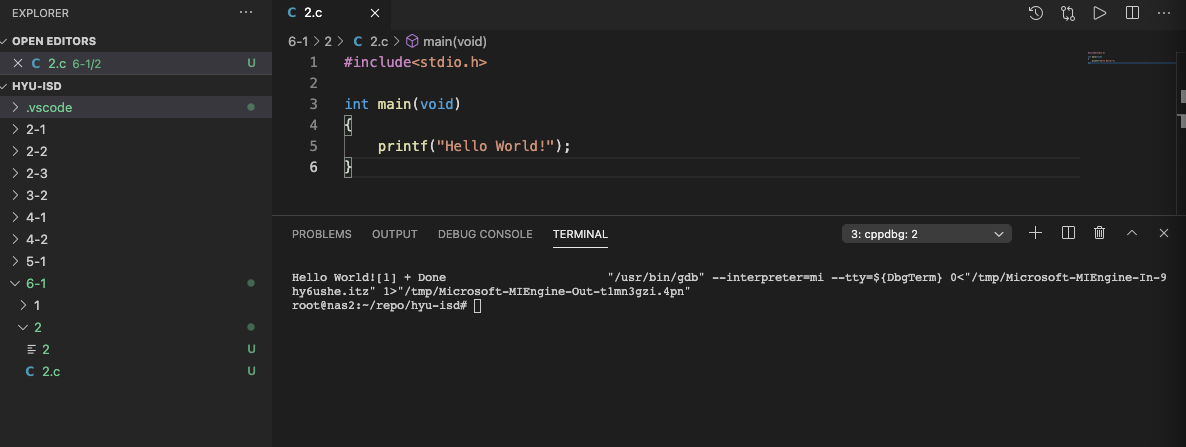 EXPLORER
OPEN EDITORS
C 2.c 6-1/2 U
HYU-ISD
.vscode
2-1
2-2
2-3
3-2
4-1
4-2
5-1
6-1
1
2
2 U
C 2.c U
C 2.c
6-1 > 2 > C 2.c > main(void)
1 #include<stdio.h>
2
3 int main(void)
4 {
5     printf("Hello World!");
6 }
PROBLEMS OUTPUT DEBUG CONSOLE TERMINAL 3: cppdbg: 2
Hello World![1] + Done                       "/usr/bin/gdb" --interpreter=mi --tty=${DbgTerm} 0<"/tmp/Microsoft-MIEngine-In-9
hy6ushe.itz" 1>"/tmp/Microsoft-MIEngine-Out-t1mn3gzi.4pn"
root@nas2:~/repo/hyu-isd#